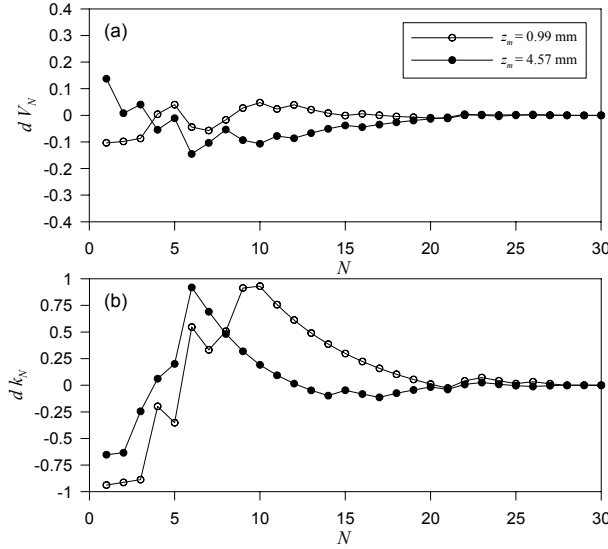 0.4
0.3
0.2
0.1
0
-0.1
-0.2
-0.3
-0.4
d V_N
(a)
z_m = 0.99 mm
z_m = 4.57 mm
0 5 10 15 20 25 30
N
1
0.75
0.5
0.25
0
-0.25
-0.5
-0.75
-1
d k_N
(b)
0 5 10 15 20 25 30
N